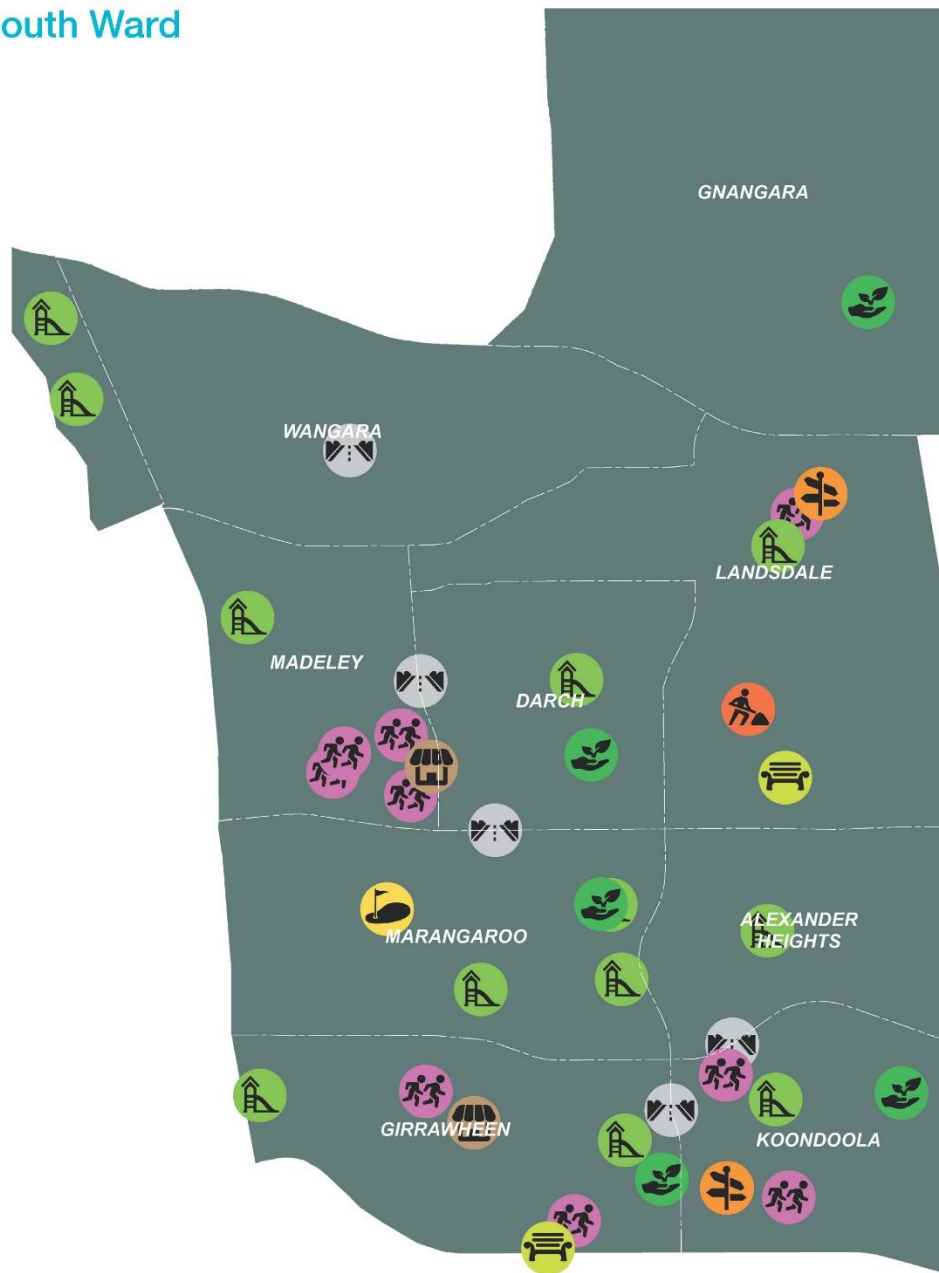 outh Ward
GNANGARA
WANGARA
LANDSDALE
MADELEY
DARCH
MARANGAROO
ALEXANDER
HEIGHTS
GIRRAWHEEN
KOONDOOLA